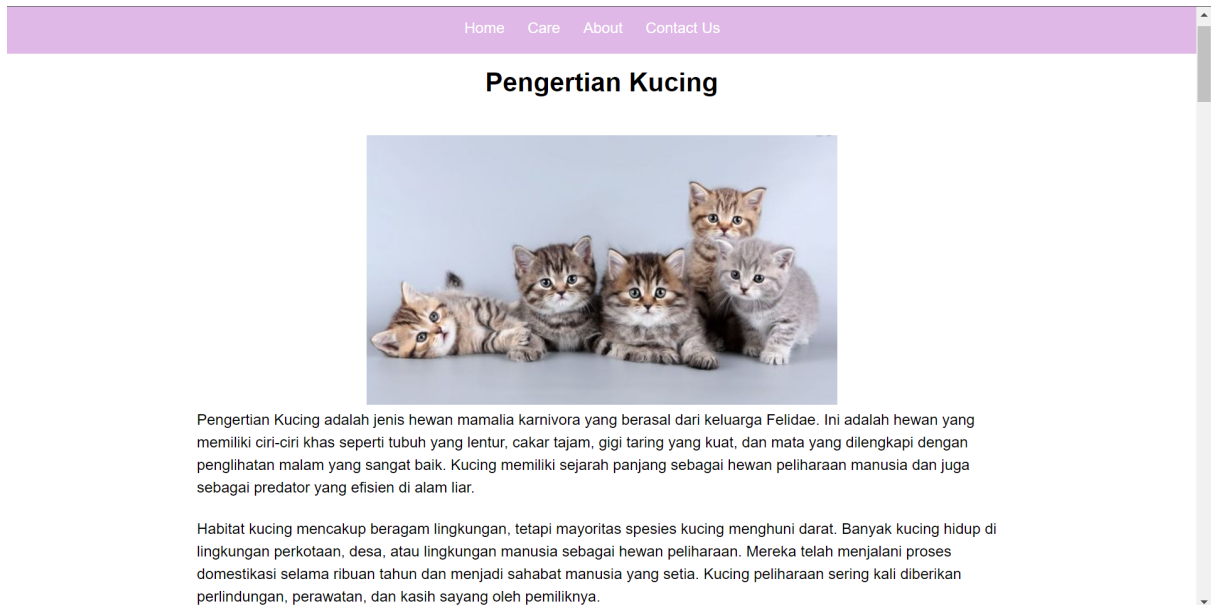 Home Care About Contact Us
Pengertian Kucing
Pengertian Kucing adalah jenis hewan mamalia karnivora yang berasal dari keluarga Felidae. Ini adalah hewan yang
memiliki ciri-ciri khas seperti tubuh yang lentur, cakar tajam, gigi taring yang kuat, dan mata yang dilengkapi dengan
penglihatan malam yang sangat baik. Kucing memiliki sejarah panjang sebagai hewan peliharaan manusia dan juga
sebagai predator yang efisien di alam liar.
Habitat kucing mencakup beragam lingkungan, tetapi mayoritas spesies kucing menghuni darat. Banyak kucing hidup di
lingkungan perkotaan, desa, atau lingkungan manusia sebagai hewan peliharaan. Mereka telah menjalani proses
domestikasi selama ribuan tahun dan menjadi sahabat manusia yang setia. Kucing peliharaan sering kali diberikan
perlindungan, perawatan, dan kasih sayang oleh pemiliknya.